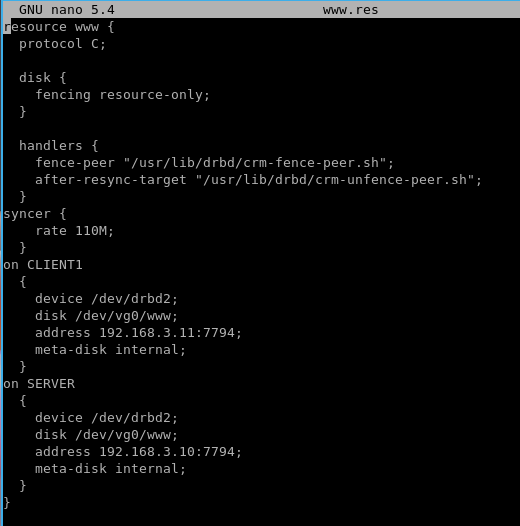 GNU nano 5.4 www.res
resource www {
protocol C;
disk {
fencing resource-only;
}
handlers {
fence-peer "/usr/lib/drbd/crm-fence-peer.sh";
after-resync-target "/usr/lib/drbd/crm-unfence-peer.sh";
}
syncer {
rate 110M;
}
on CLIENT1
{
device /dev/drbd2;
disk /dev/vg0/www;
address 192.168.3.11:7794;
meta-disk internal;
}
on SERVER
{
device /dev/drbd2;
disk /dev/vg0/www;
address 192.168.3.10:7794;
meta-disk internal;
}
}